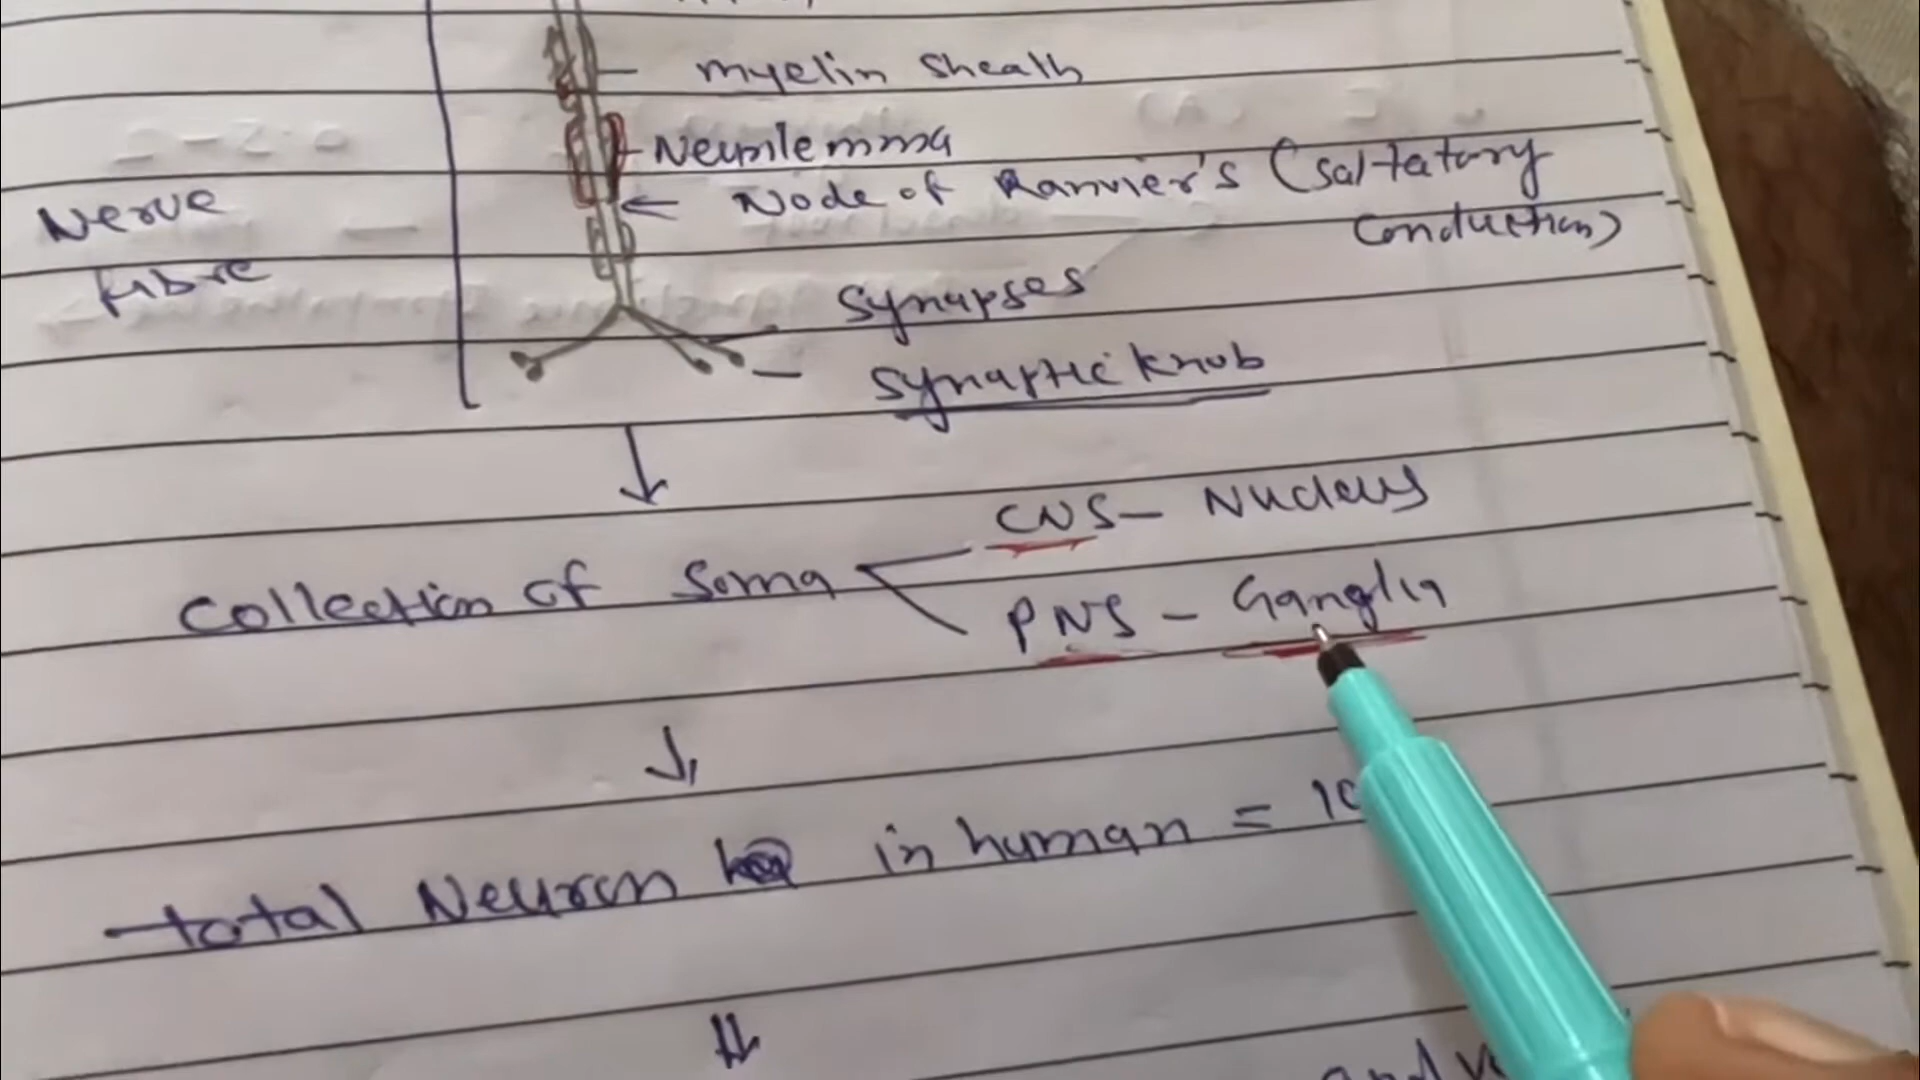 myelin Sheath
Neurilemma
Node of Ranvier's (Saltatory
Conduction)
Nerve
fibre
Synapses
Synaptic Knob
Collection of Soma
CNS - Nucleus
PNS - Ganglia
total Neuron in human = 10
and